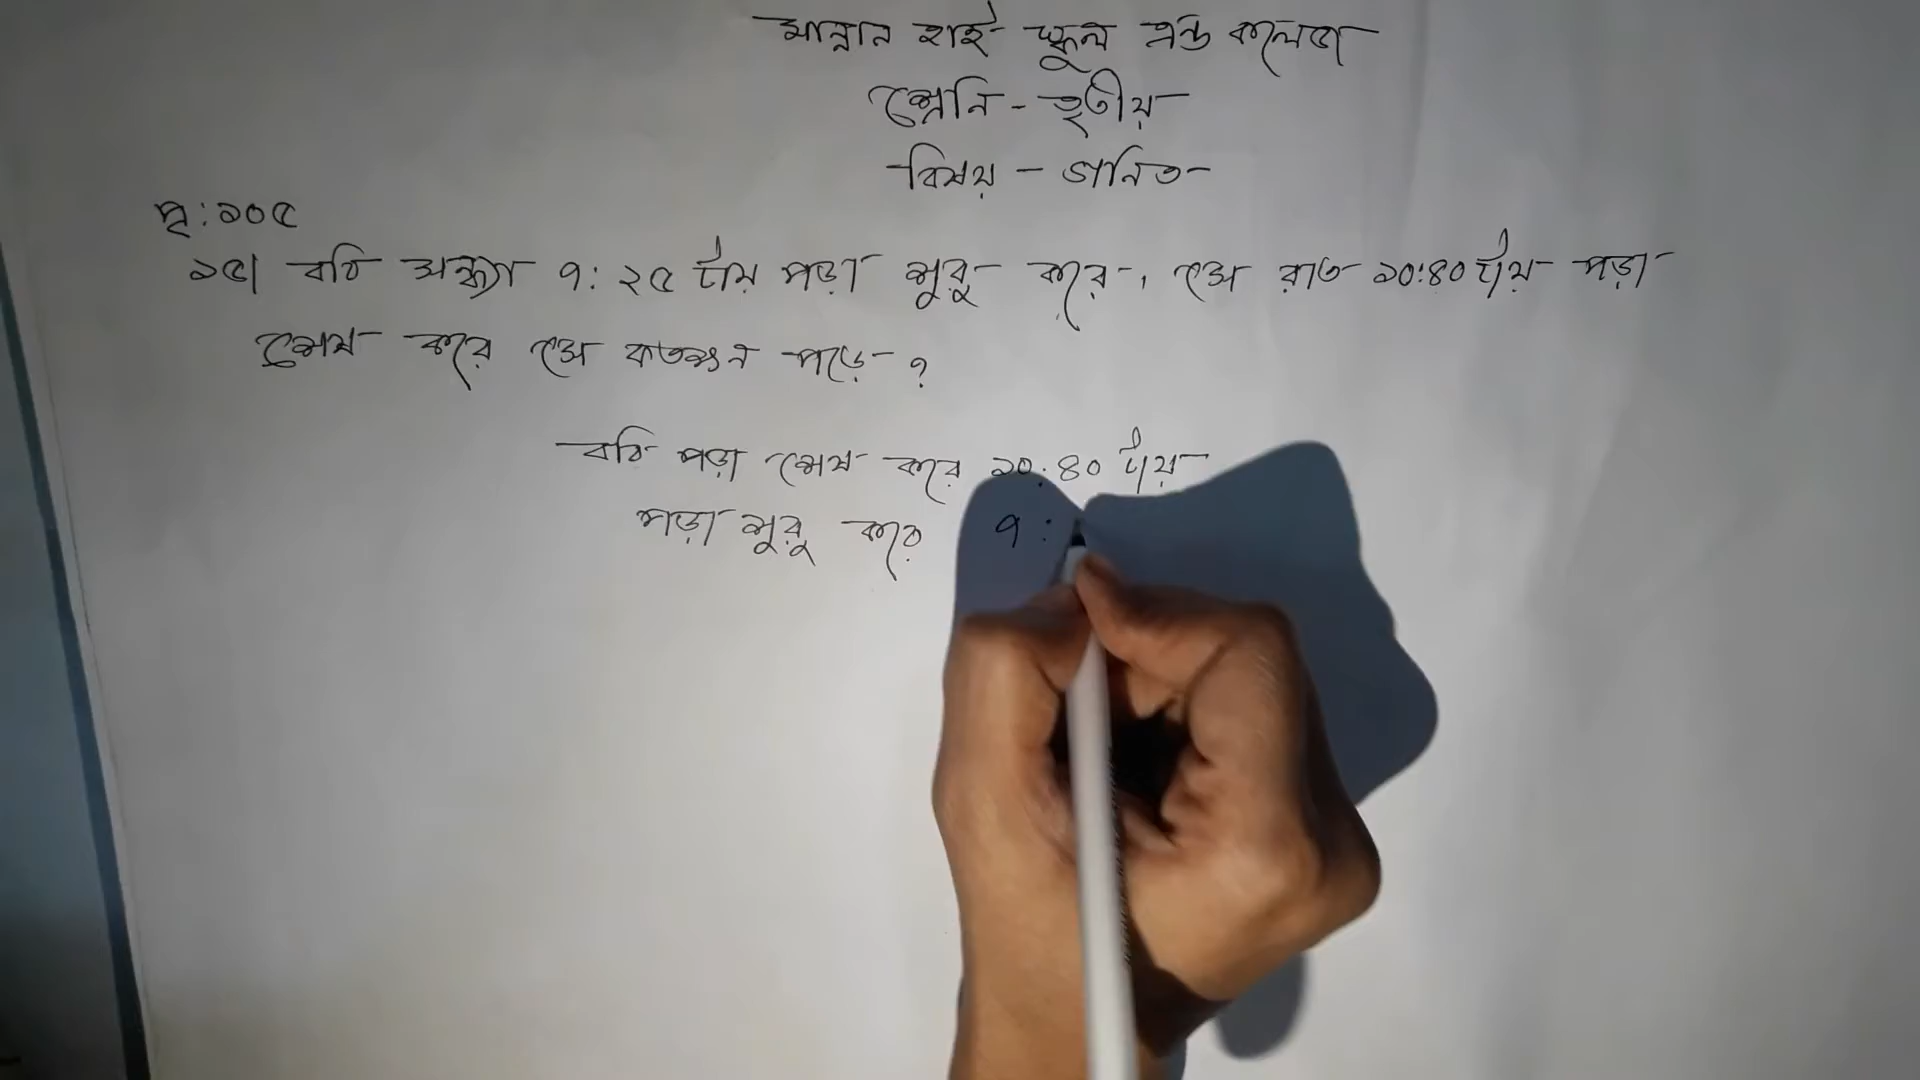 মান্নান হাই স্কুল এন্ড কলেজ
শ্রেনি - তৃতীয়
বিষয় - গনিত
পৃ:১০৫
১৫। রবি সন্ধ্যা ৭:২৫ টায় পড়া শুরু করে, সে রাত ১০:৪০ টায় পড়া
শেষ করে সে কতক্ষন পড়ে ?
রবি পড়া শেষ করে ১০:৪০ টায়
পড়া শুরু করে ৭: